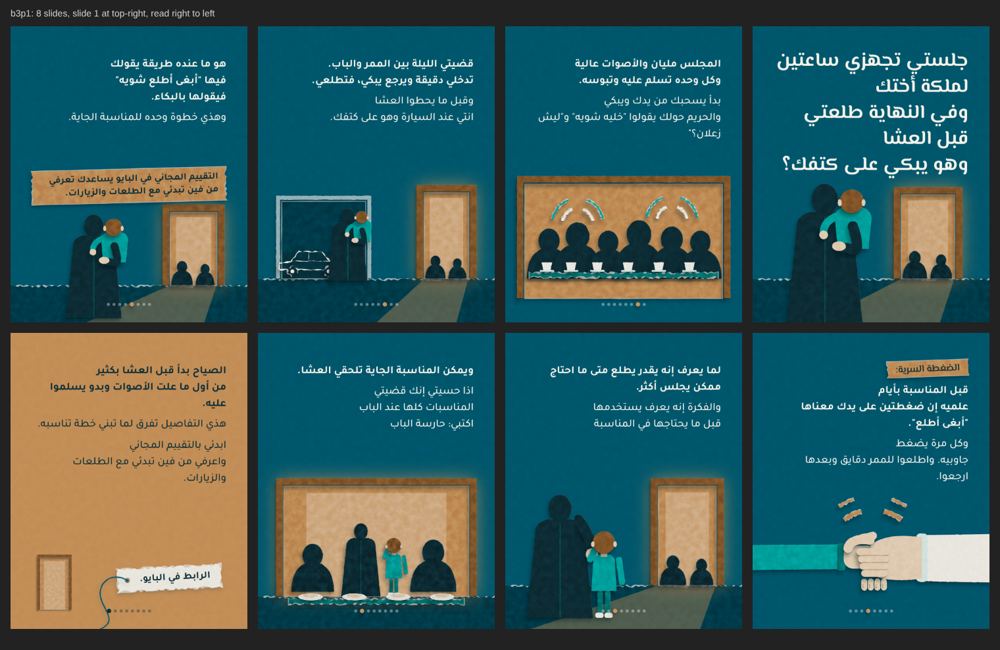 b3p1: 8 slides, slide 1 at top-right, read right to left
جلستي تجهزي ساعتين
لملكة أختك
وفي النهاية طلعتي
قبل العشا
وهو يبكي على كتفك؟
المجلس مليان والأصوات عالية
وكل وحده تسلم عليه وتبوسه.
بدأ يسحبك من يدك ويبكي
والحريم حولك يقولوا "خليه شويه" و"ليش
زعلان؟"
قضيتي الليلة بين الممر والباب.
تدخلي دقيقة ويرجع يبكي، فتطلعي.
وقبل ما يحطوا العشا
انتي عند السيارة وهو على كتفك.
هو ما عنده طريقة يقولك
فيها "أبغى أطلع شويه"
فيقولها بالبكاء.
وهذي خطوة وحده للمناسبة الجاية.
التقييم المجاني في البايو يساعدك تعرفي
من فين تبدئي مع الطلعات والزيارات.
الضغطة السرية:
قبل المناسبة بأيام
علميه إن ضغطتين على يدك معناها
"أبغى أطلع".
وكل مرة يضغط
جاوبيه. واطلعوا للممر دقايق وبعدها
ارجعوا.
لما يعرف إنه يقدر يطلع متى ما احتاج
ممكن يجلس أكثر.
والفكرة إنه يعرف يستخدمها
قبل ما يحتاجها في المناسبة
ويمكن المناسبة الجاية تلحقي العشا.
اذا حسيتي إنك قضيتي
المناسبات كلها عند الباب
اكتبي: حارسة الباب
الصياح بدأ قبل العشا بكثير
من أول ما علت الأصوات وبدو يسلموا
عليه.
هذي التفاصيل تفرق لما تبني خطة تناسبه.
ابدئي بالتقييم المجاني
واعرفي من فين تبدئي مع الطلعات
والزيارات.
الرابط في البايو.